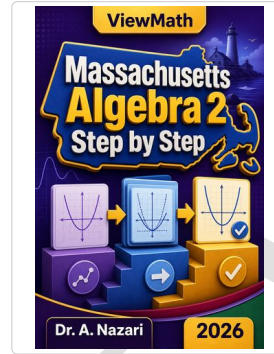 ViewMath
Massachusetts
Algebra 2
Step by Step
Dr. A. Nazari
2026